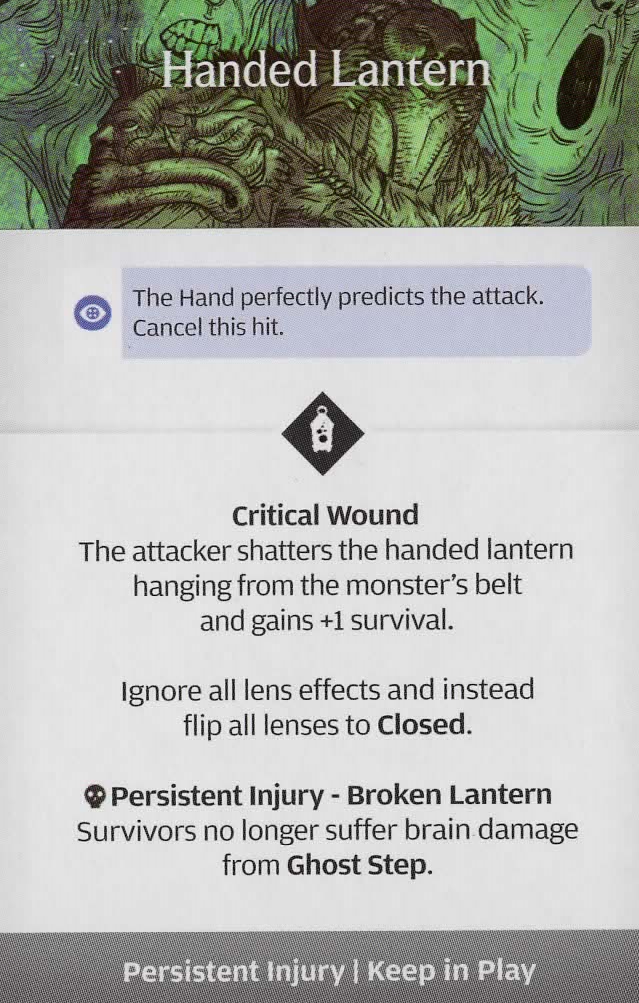 Handed Lantern
The Hand perfectly predicts the attack.
Cancel this hit.
Critical Wound
The attacker shatters the handed lantern
hanging from the monster's belt
and gains +1 survival.
Ignore all lens effects and instead
flip all lenses to Closed.
Persistent Injury - Broken Lantern
Survivors no longer suffer brain damage
from Ghost Step.
Persistent Injury | Keep in Play